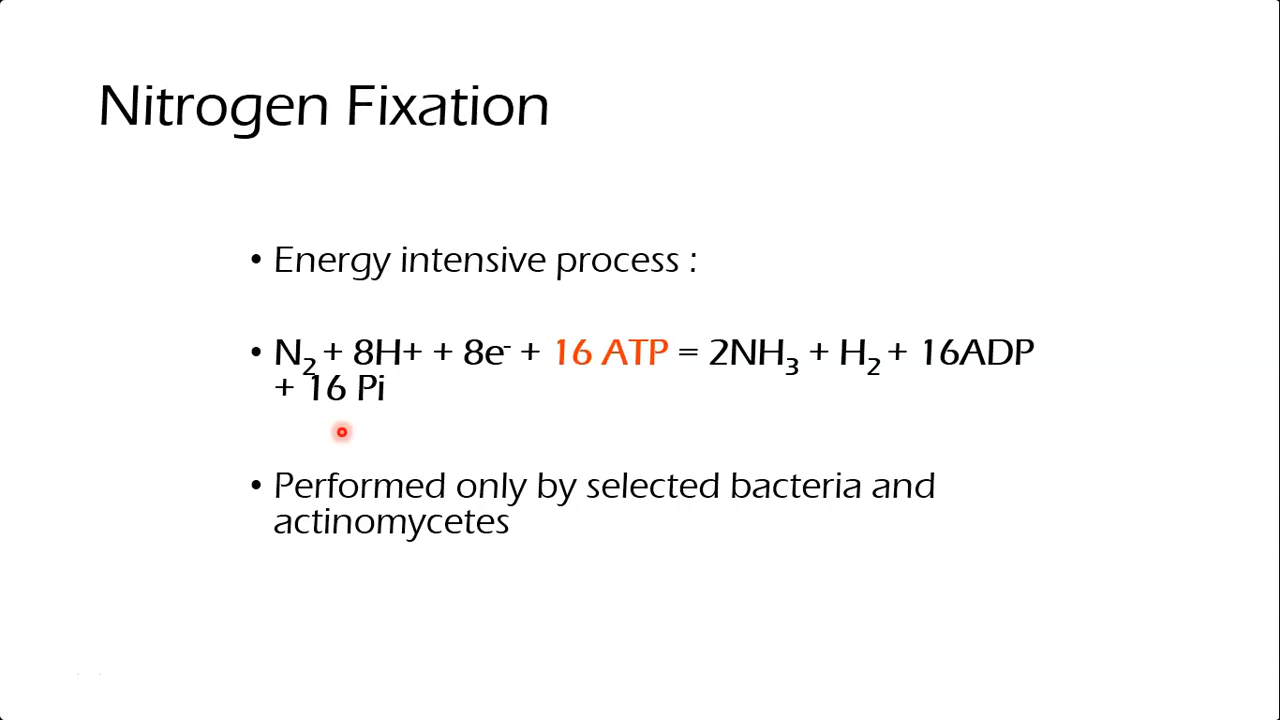 Nitrogen Fixation
• Energy intensive process :
• N₂ + 8H+ + 8e⁻ + 16 ATP = 2NH₃ + H₂ + 16ADP
+ 16 Pi
• Performed only by selected bacteria and
actinomycetes